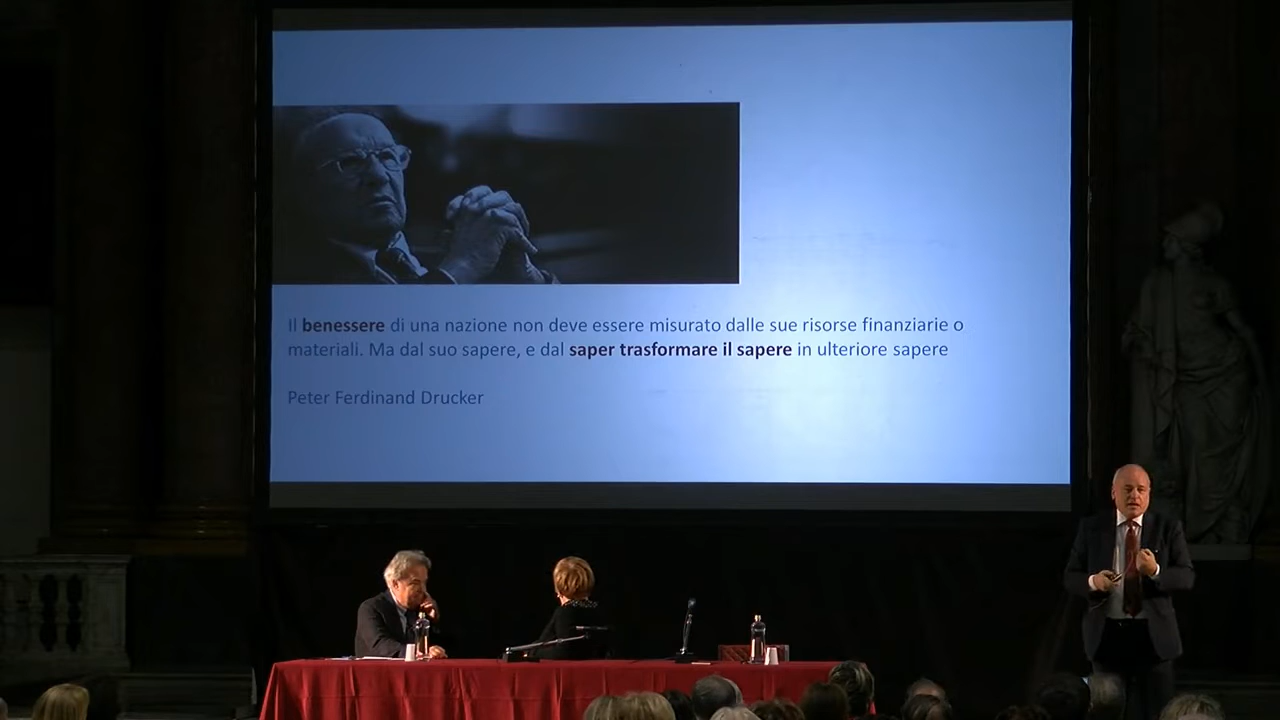 Il benessere di una nazione non deve essere misurato dalle sue risorse finanziarie o
materiali. Ma dal suo sapere, e dal saper trasformare il sapere in ulteriore sapere
Peter Ferdinand Drucker